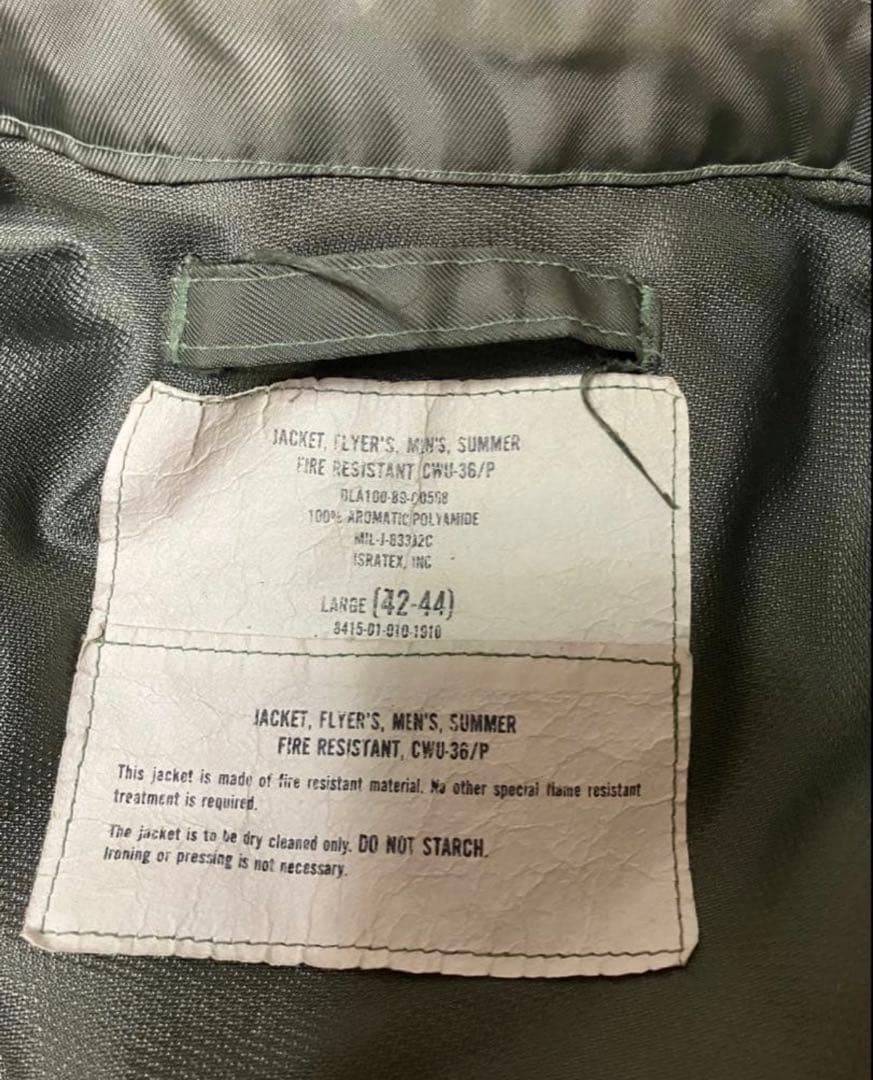 JACKET, FLYER'S, MEN'S, SUMMER
FIRE RESISTANT CWU-36/P
DLA100-89-C0558
100% AROMATIC POLYAMIDE
MIL-J-83382C
ISRATEX, INC
LARGE (42-44)
8415-01-010-1910
JACKET, FLYER'S, MEN'S, SUMMER
FIRE RESISTANT, CWU-36/P
This jacket is made of fire resistant material. No other special flame resistant
treatment is required.
The jacket is to be dry cleaned only. DO NOT STARCH.
Ironing or pressing is not necessary.